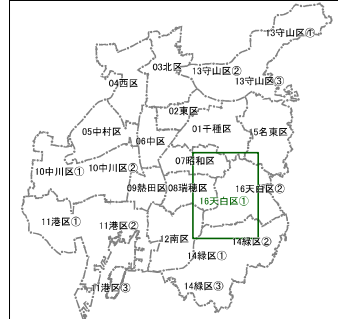 13守山区①
03北区
13守山区②
13守山区③
04西区
02東区
01千種区
15名東区
05中村区
06中区
07昭和区
10中川区①
10中川区②
09熱田区
08瑞穂区
16天白区②
16天白区①
11港区①
11港区②
12南区
14緑区②
14緑区①
11港区③
14緑区③